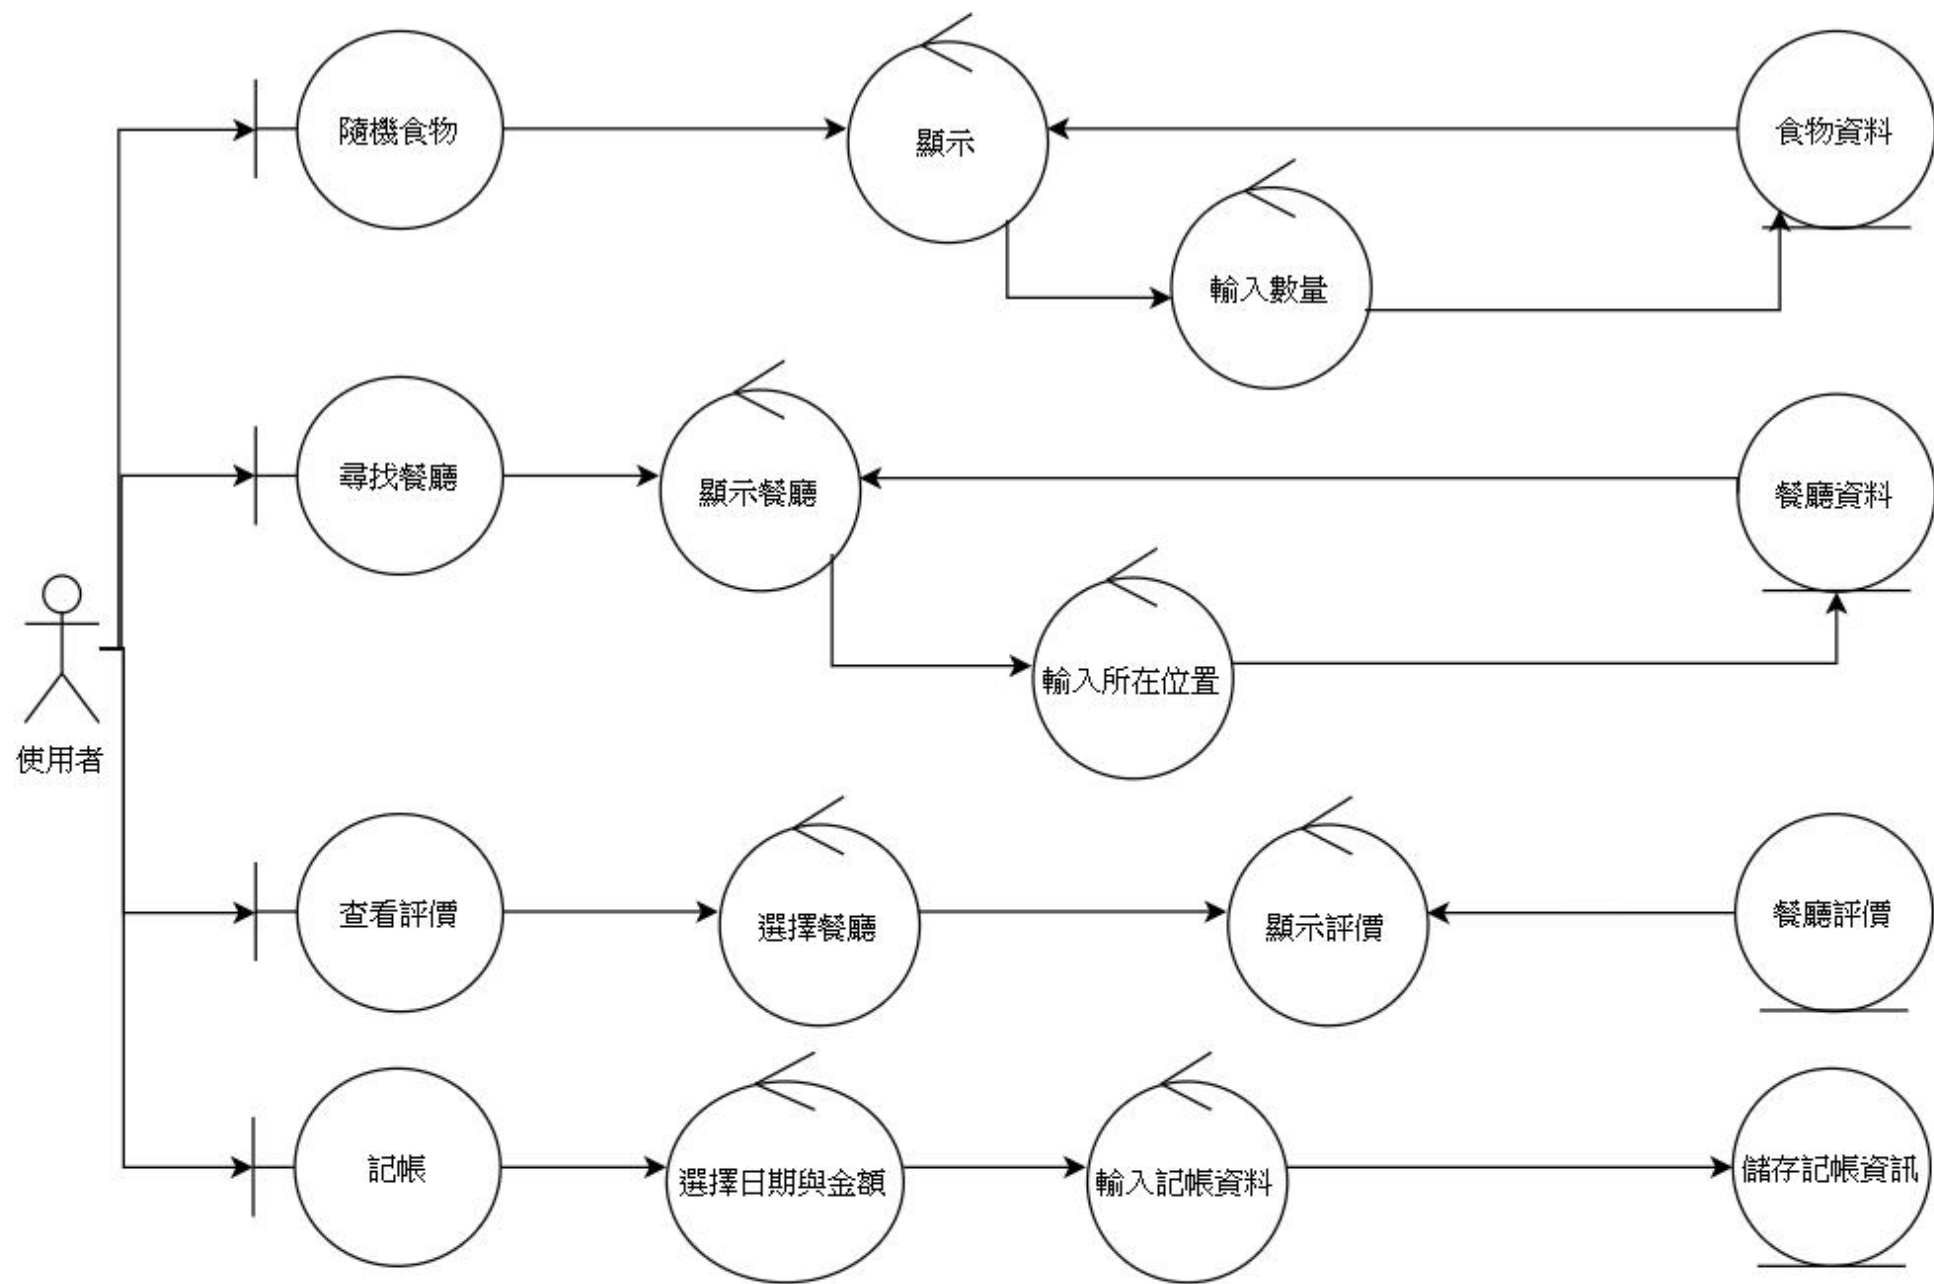 隨機食物
顯示
食物資料
輸入數量
尋找餐廳
顯示餐廳
餐廳資料
輸入所在位置
使用者
查看評價
選擇餐廳
顯示評價
餐廳評價
記帳
選擇日期與金額
輸入記帳資料
儲存記帳資訊